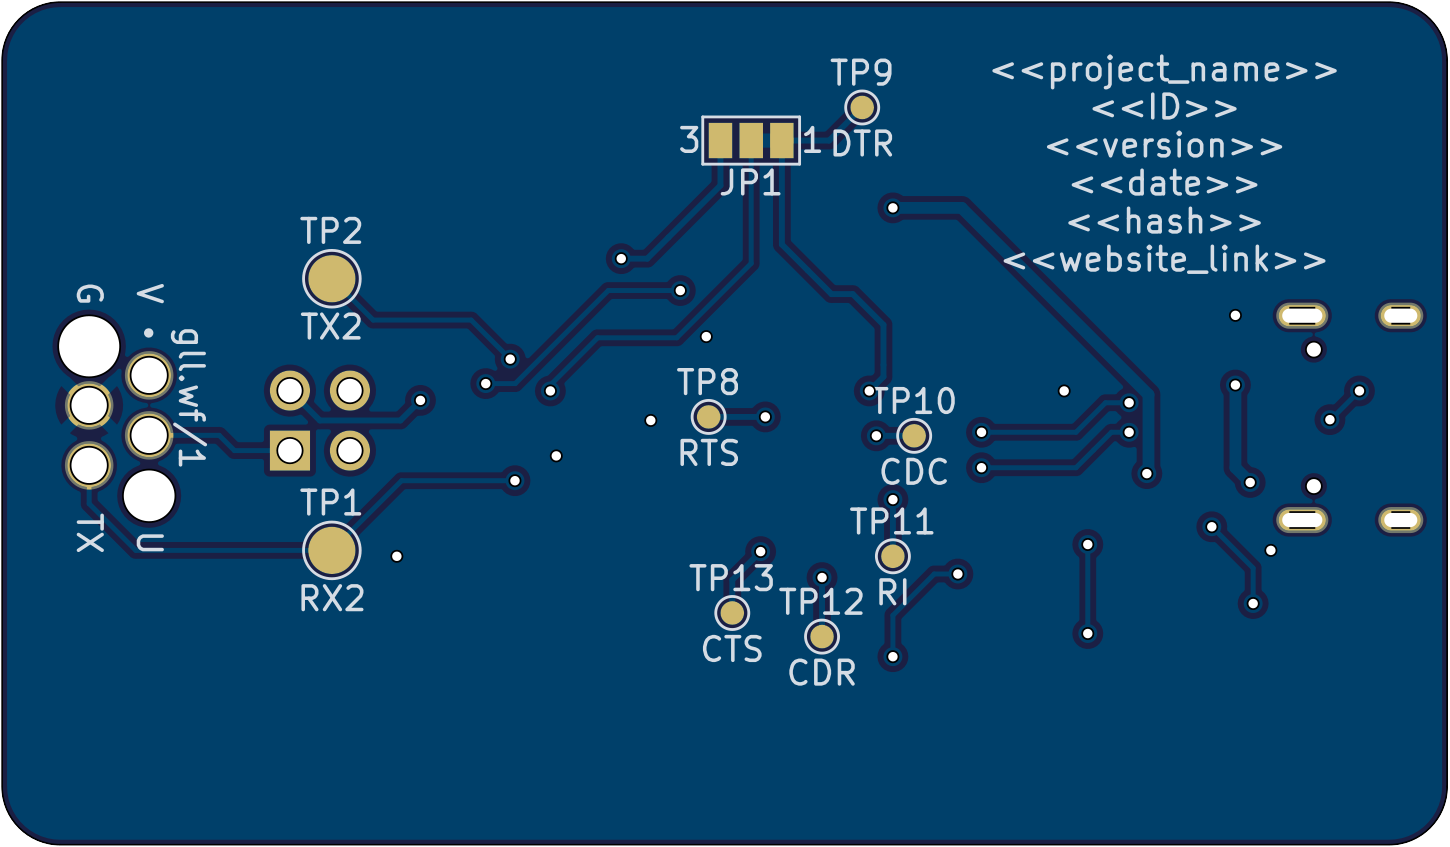 <<project_name>>
<<ID>>
<<version>>
<<date>>
<<hash>>
<<website_link>>
TP9
DTR
3
1
JP1
TP2
TX2
V
G
gll.wf/1
TX
U
TP8
RTS
TP10
CDC
TP1
RX2
TP11
RI
TP13
CTS
TP12
CDR